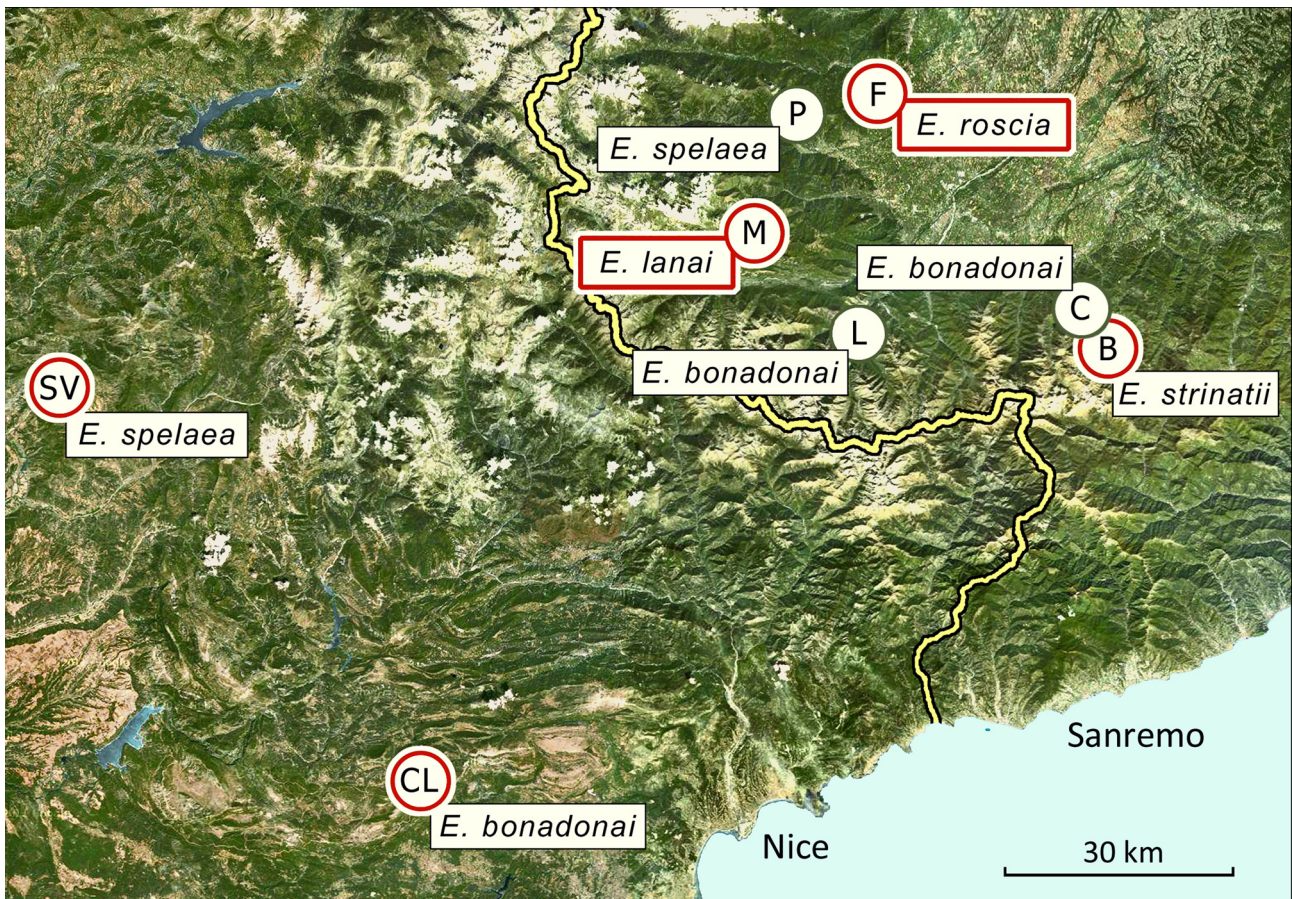 F
P
E. roscia
E. spelaea
M
E. lanai
E. bonadonai
C
L
B
E. bonadonai
SV
E. strinatii
E. spelaea
Sanremo
CL
E. bonadonai
Nice
30 km